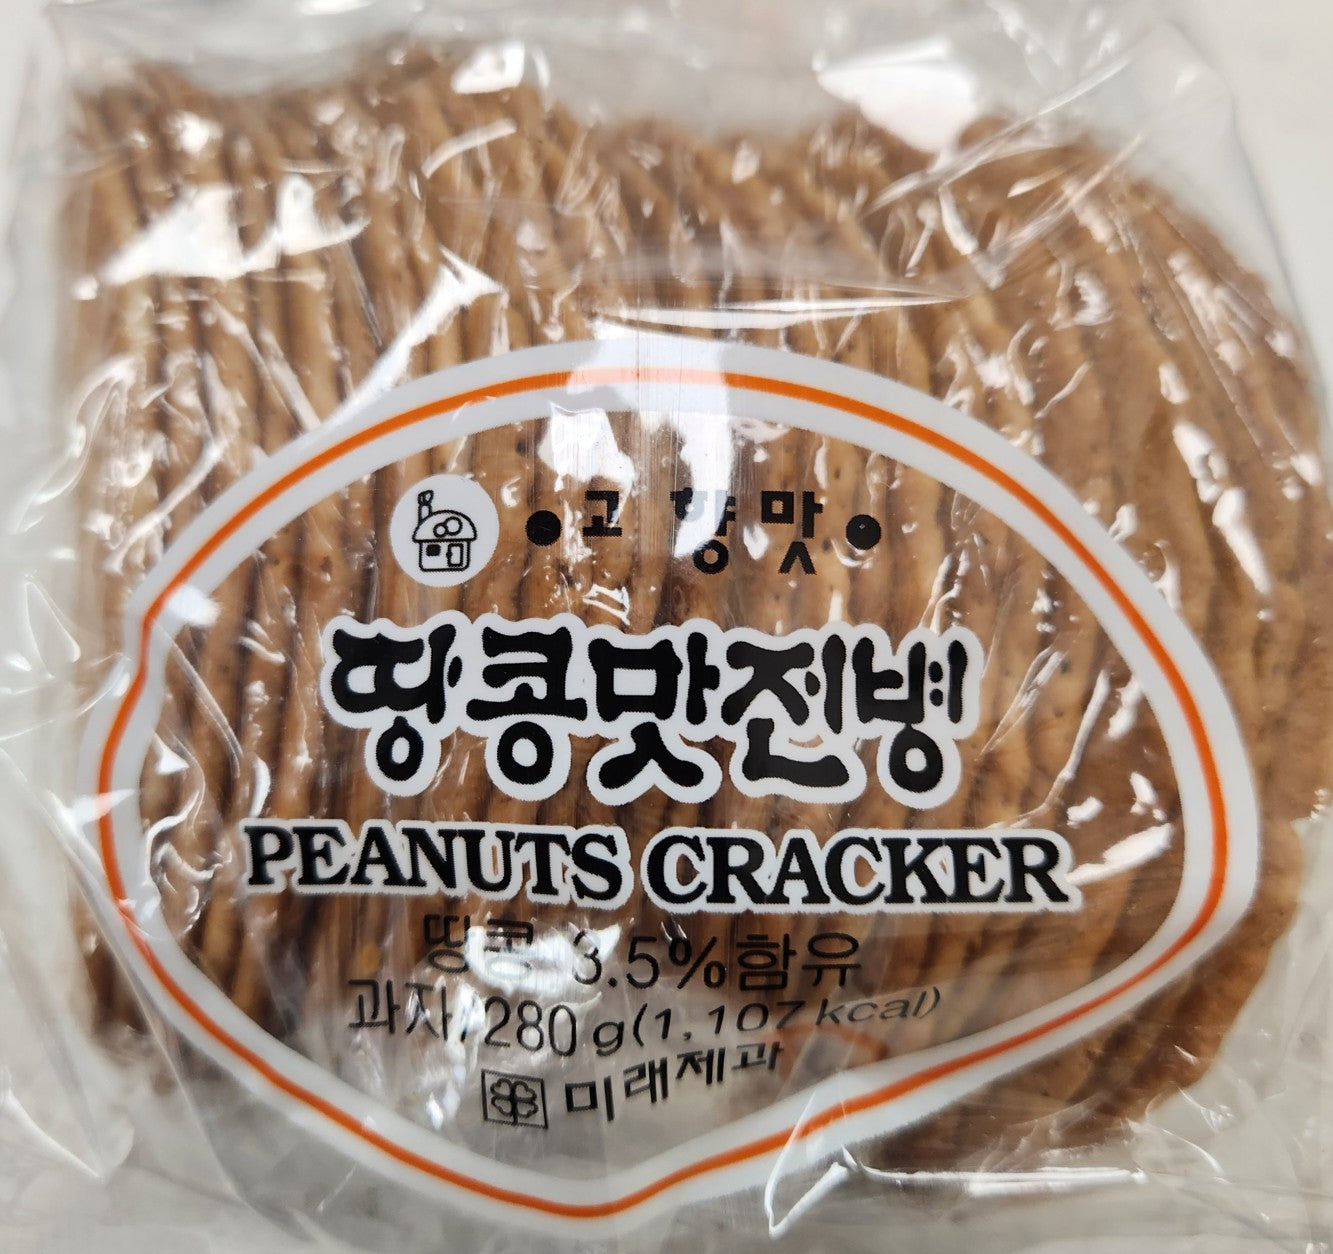 •고향맛•
땅콩맛전병
PEANUTS CRACKER
땅콩 3.5%함유
과자/280g(1,107kcal)
미래제과